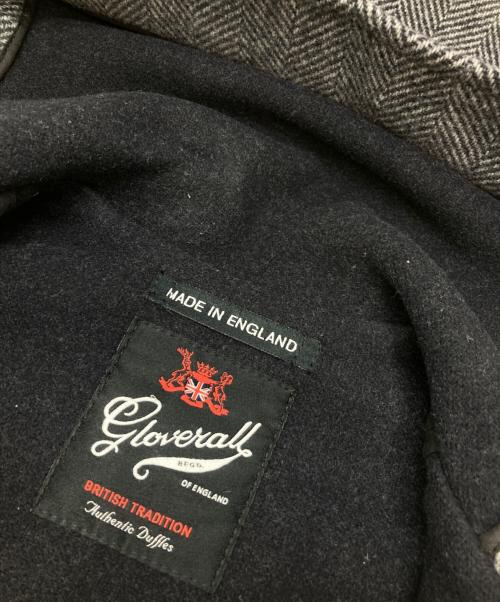 MADE IN ENGLAND
Gloverall
REGD.
OF ENGLAND
BRITISH TRADITION
Authentic Duffles